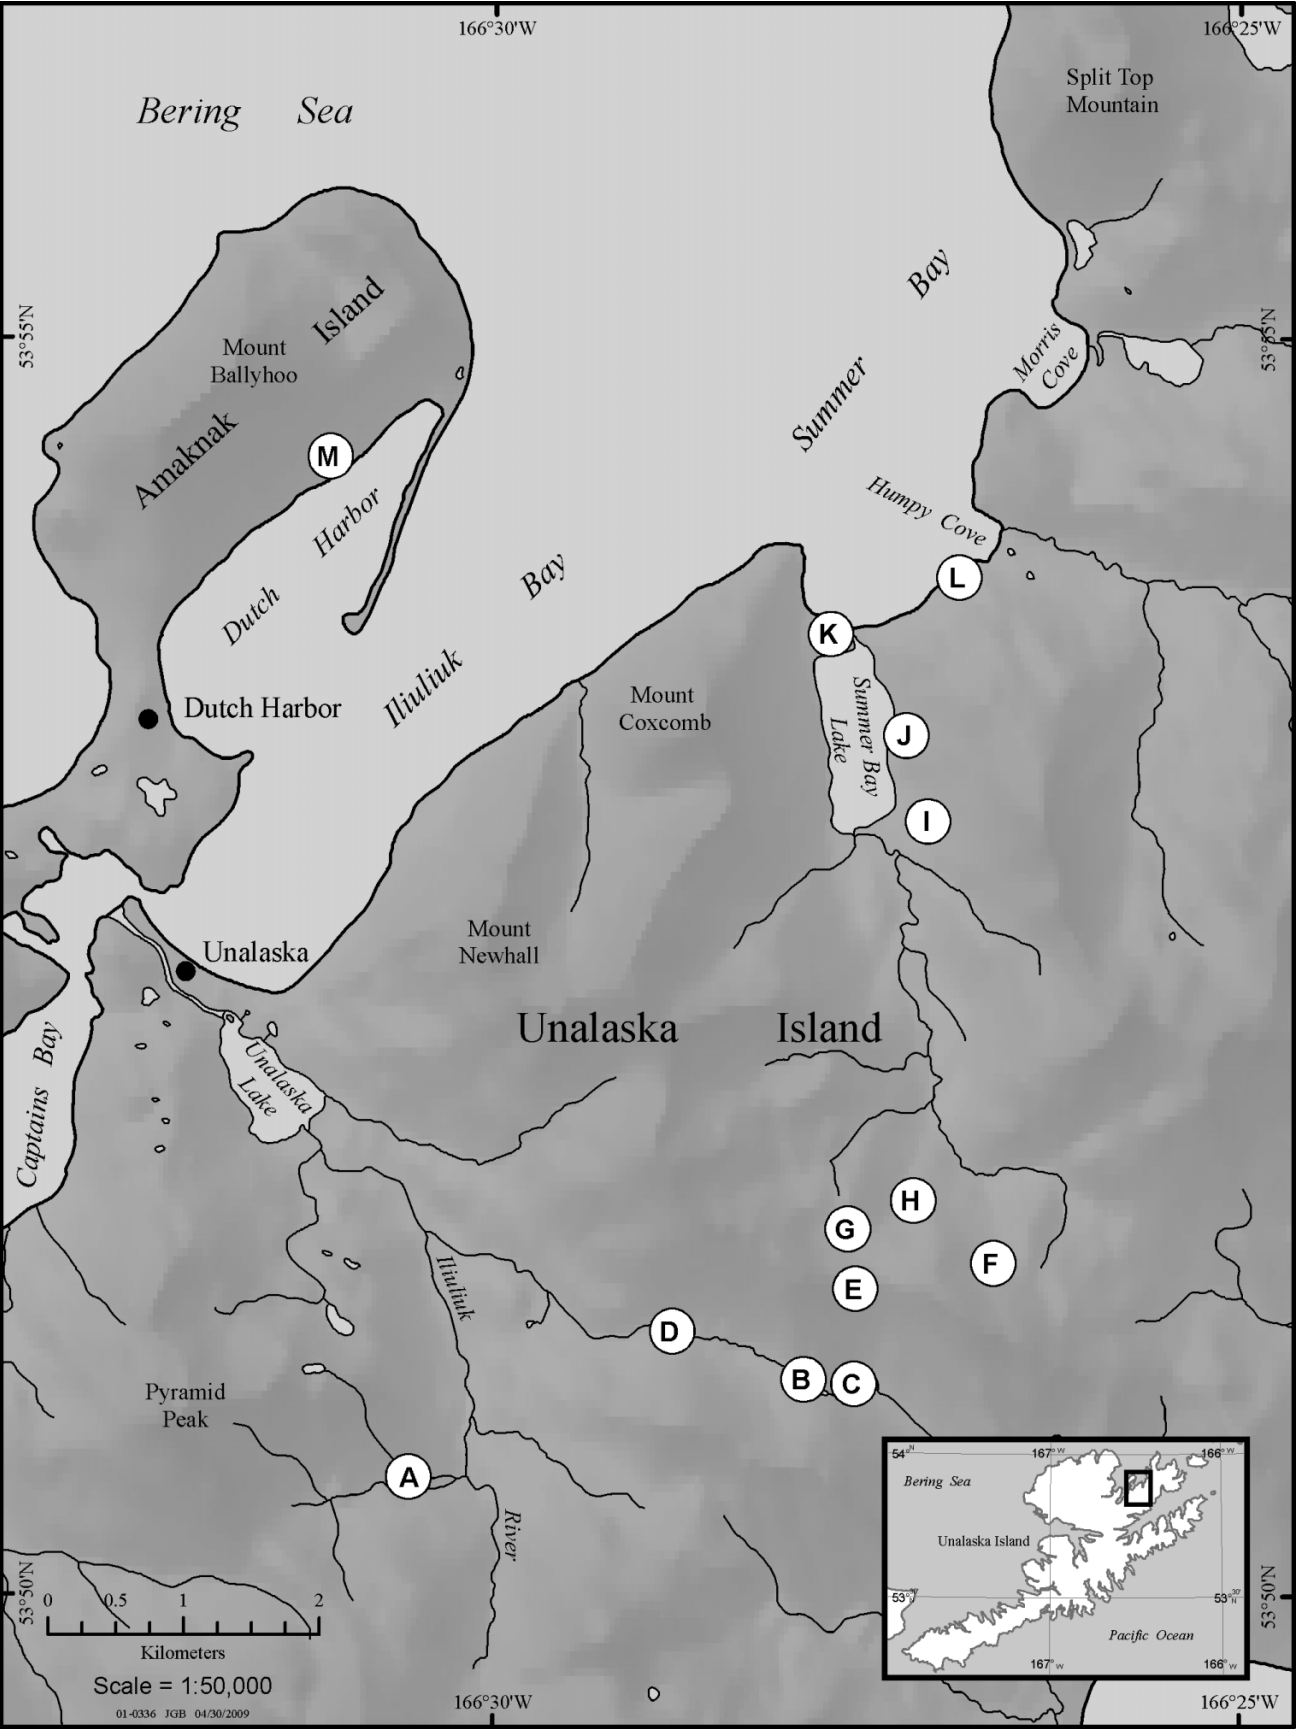 166°30'W
166°25'W
Split Top
Mountain
Bering Sea
Bay
Island
53°55'N
53°55'N
Mount
Ballyhoo
Morris
Cove
Summer
Amaknak
M
Humpy Cove
Harbor
Bay
L
Dutch
K
Iliuliuk
Dutch Harbor
Mount
Coxcomb
Summer Bay
Lake
J
I
Mount
Newhall
Unalaska
Unalaska Island
Captains Bay
Unalaska
Lake
H
G
F
E
Iliuliuk
D
B
C
Pyramid
Peak
A
River
54°N
167°W
166°W
Bering Sea
Unalaska Island
53°30'N
53°30'N
Pacific Ocean
167°W
166°W
53°50'N
53°50'N
0 0.5 1 2
Kilometers
Scale = 1:50,000
01-0336 JGB 04/30/2009
166°30'W
166°25'W